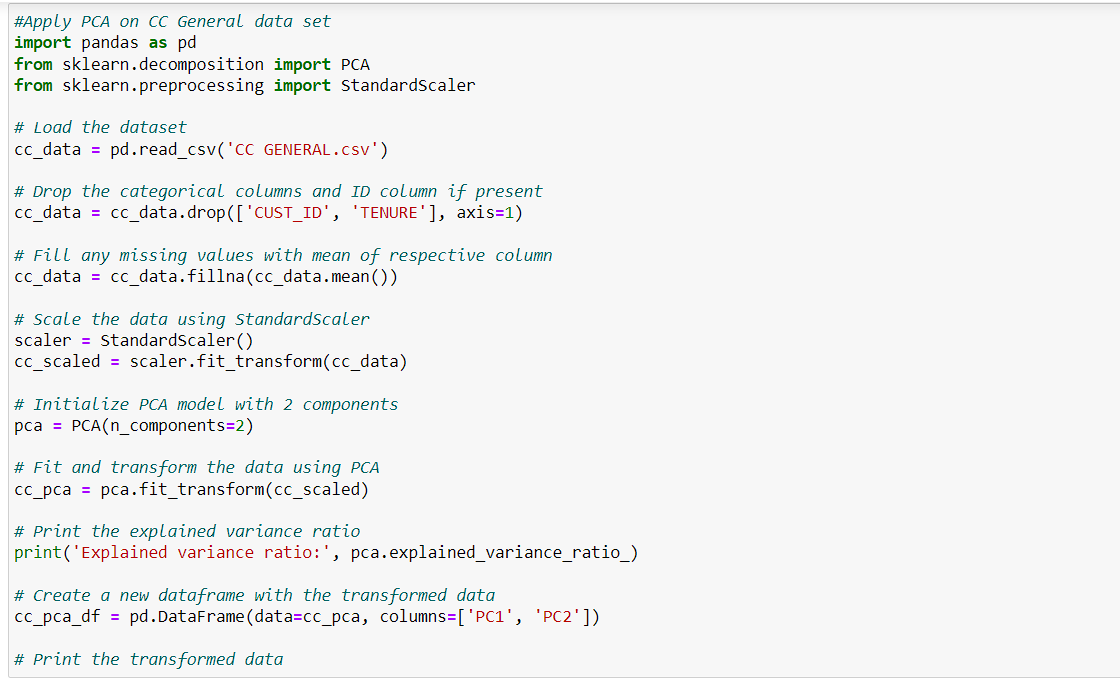 #Apply PCA on CC General data set
import pandas as pd
from sklearn.decomposition import PCA
from sklearn.preprocessing import StandardScaler
# Load the dataset
cc_data = pd.read_csv('CC GENERAL.csv')
# Drop the categorical columns and ID column if present
cc_data = cc_data.drop(['CUST_ID', 'TENURE'], axis=1)
# Fill any missing values with mean of respective column
cc_data = cc_data.fillna(cc_data.mean())
# Scale the data using StandardScaler
scaler = StandardScaler()
cc_scaled = scaler.fit_transform(cc_data)
# Initialize PCA model with 2 components
pca = PCA(n_components=2)
# Fit and transform the data using PCA
cc_pca = pca.fit_transform(cc_scaled)
# Print the explained variance ratio
print('Explained variance ratio:', pca.explained_variance_ratio_)
# Create a new dataframe with the transformed data
cc_pca_df = pd.DataFrame(data=cc_pca, columns=['PC1', 'PC2'])
# Print the transformed data